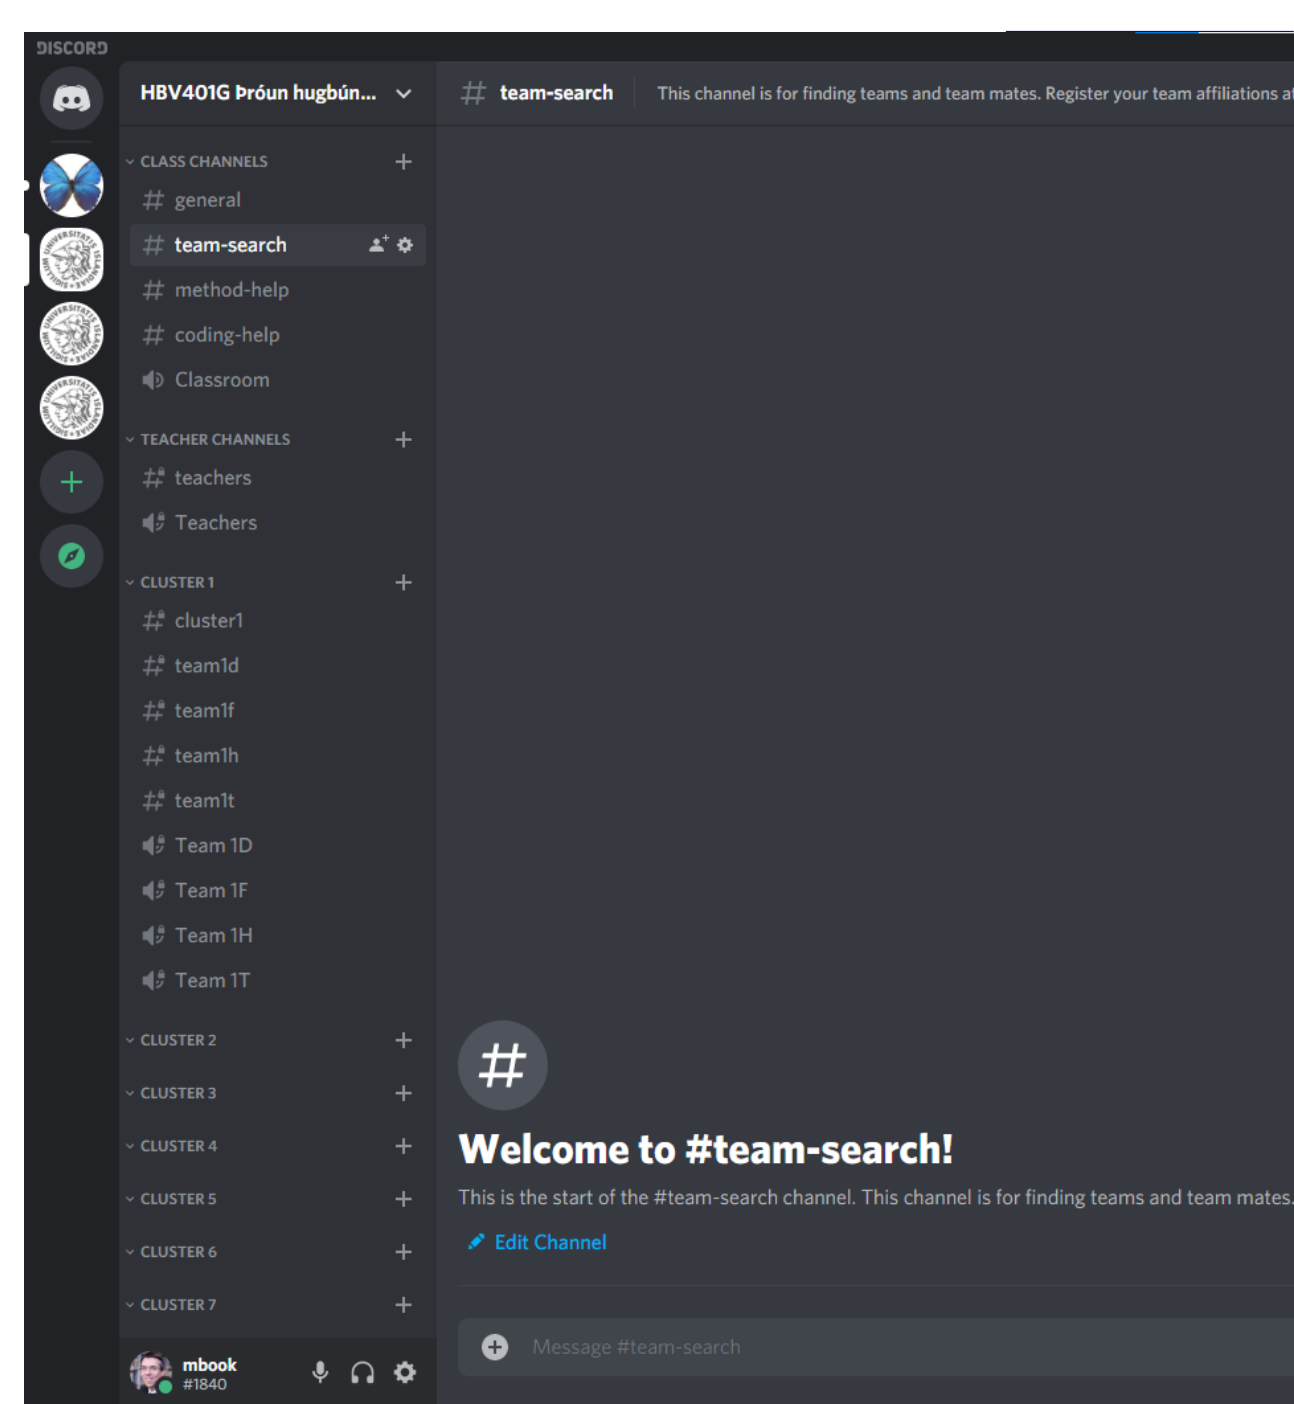 DISCORD
HBV401G Þróun hugbún...
CLASS CHANNELS
general
team-search
method-help
coding-help
Classroom
TEACHER CHANNELS
teachers
Teachers
CLUSTER 1
cluster1
team1d
team1f
team1h
team1t
Team 1D
Team 1F
Team 1H
Team 1T
CLUSTER 2
CLUSTER 3
CLUSTER 4
CLUSTER 5
CLUSTER 6
CLUSTER 7
mbook
#1840
# team-search
This channel is for finding teams and team mates. Register your team affiliations at
#
Welcome to #team-search!
This is the start of the #team-search channel. This channel is for finding teams and team mates.
Edit Channel
Message #team-search